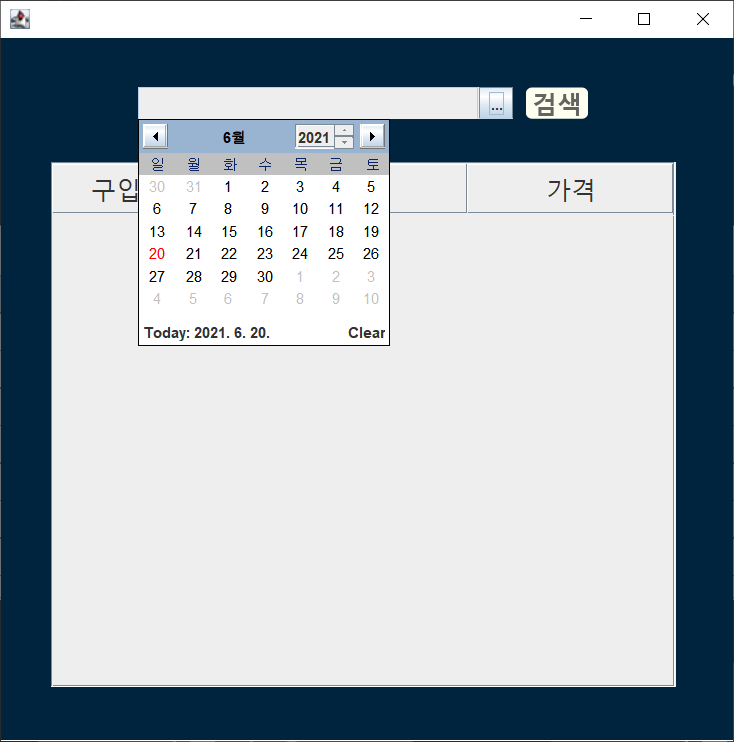 ... 검색
6월 2021
일 월 화 수 목 금 토
30 31 1 2 3 4 5
6 7 8 9 10 11 12
13 14 15 16 17 18 19
20 21 22 23 24 25 26
27 28 29 30 1 2 3
4 5 6 7 8 9 10
Today: 2021. 6. 20. Clear
구입 가격